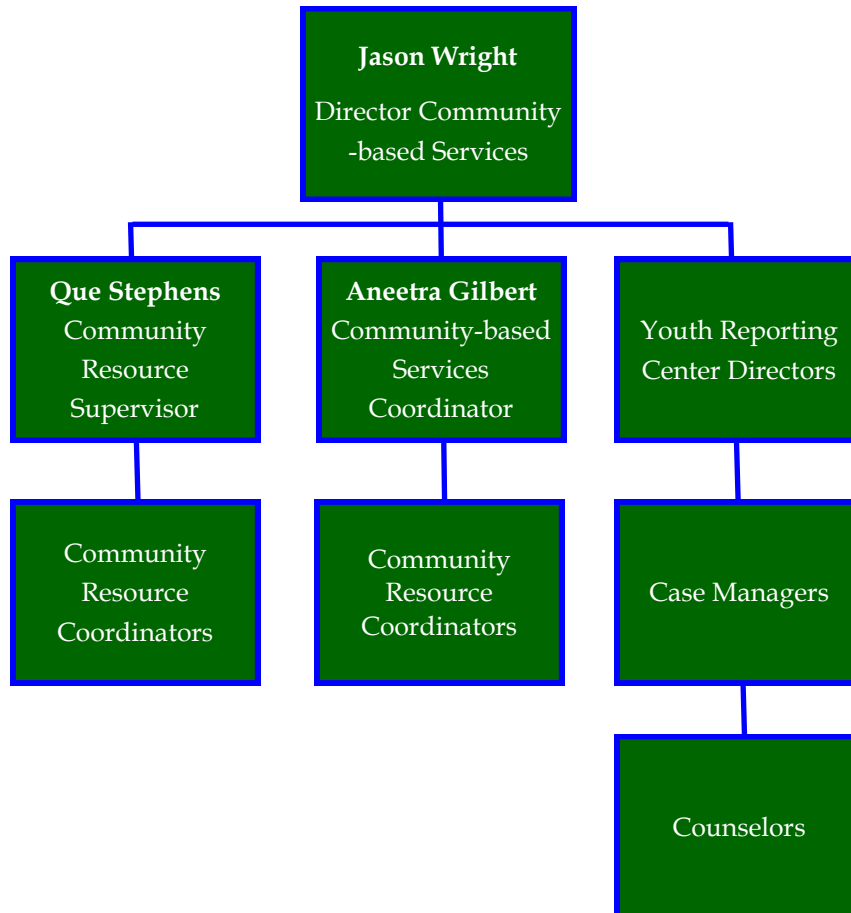 Jason Wright
Director Community
-based Services
Que Stephens
Community
Resource
Supervisor
Aneetra Gilbert
Community-based
Services
Coordinator
Youth Reporting
Center Directors
Community
Resource
Coordinators
Community
Resource
Coordinators
Case Managers
Counselors